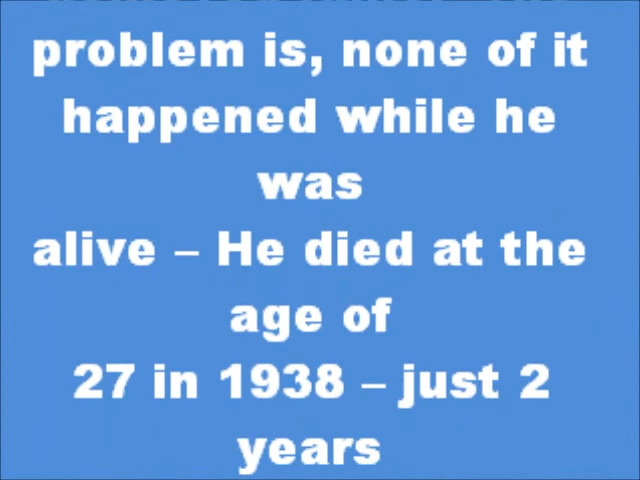 problem is, none of it
happened while he
was
alive – He died at the
age of
27 in 1938 – just 2
years